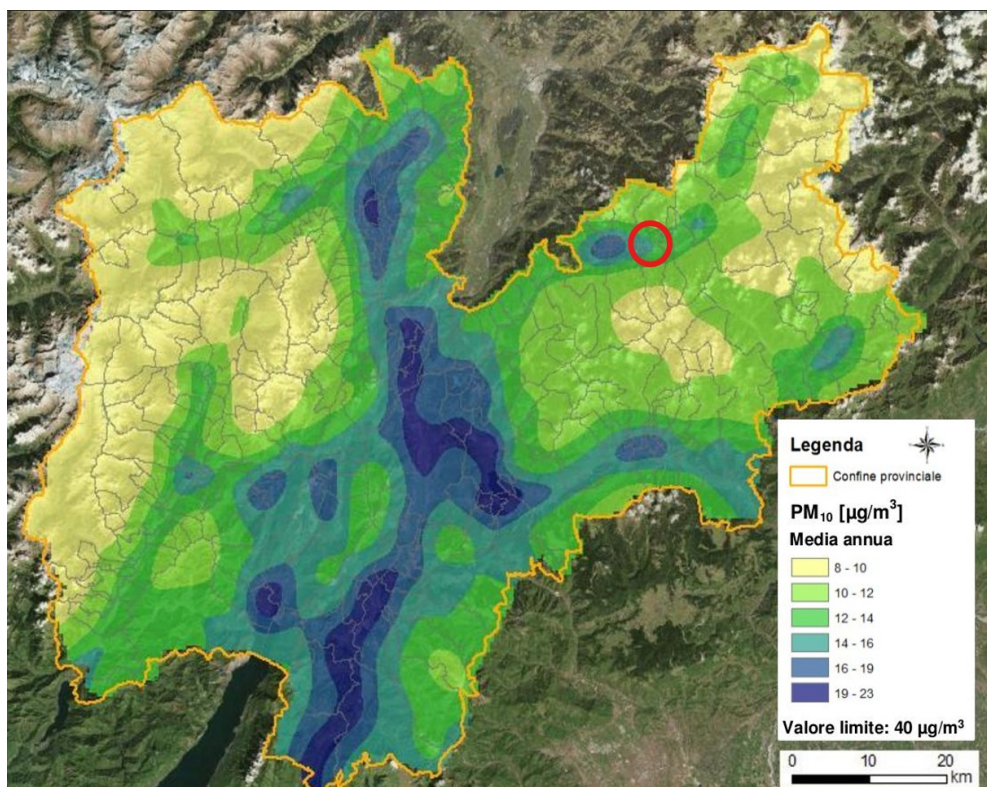 Legenda
Confine provinciale
PM₁₀ [µg/m³]
Media annua
8 - 10
10 - 12
12 - 14
14 - 16
16 - 19
19 - 23
Valore limite: 40 µg/m³
0 10 20
km